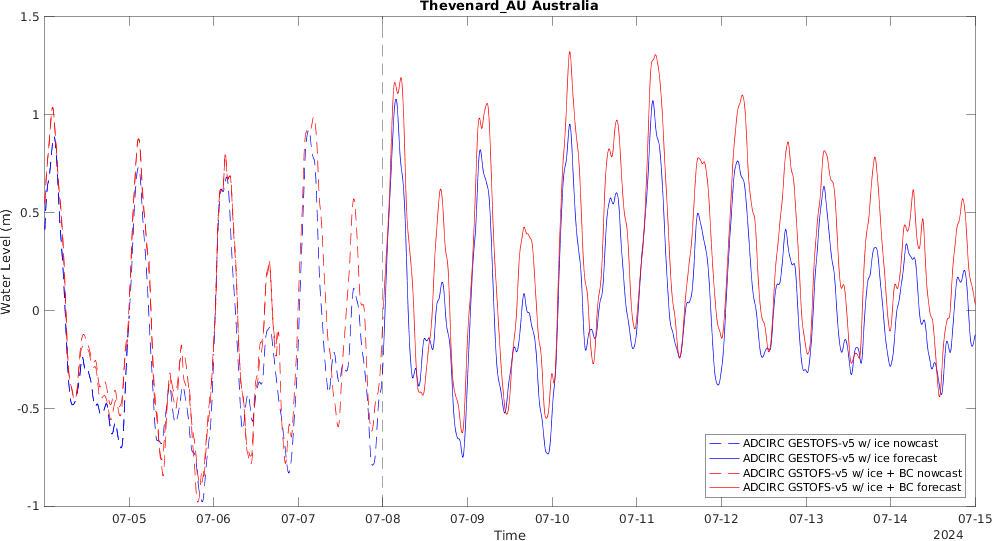 Thevenard_AU Australia
1.5
1
0.5
0
-0.5
-1
Water Level (m)
07-05 07-06 07-07 07-08 07-09 07-10 07-11 07-12 07-13 07-14 07-15
Time
2024
ADCIRC GESTOFS-v5 w/ ice nowcast
ADCIRC GESTOFS-v5 w/ ice forecast
ADCIRC GSTOFS-v5 w/ ice + BC nowcast
ADCIRC GSTOFS-v5 w/ ice + BC forecast